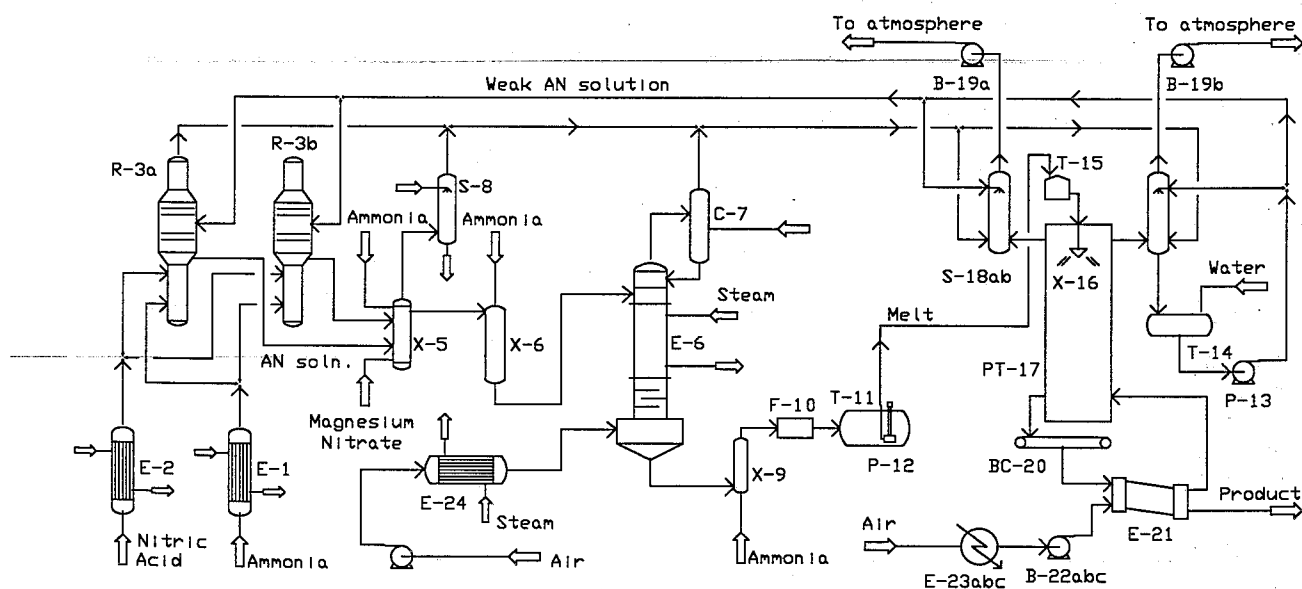 To atmosphere
To atmosphere
B-19a
B-19b
Weak AN solution
R-3a
R-3b
T-15
S-8
Ammonia
Ammonia
C-7
S-18ab
X-16
Water
Steam
Melt
X-5
X-6
E-6
AN soln.
T-14
PT-17
P-13
Magnesium
Nitrate
F-10
T-11
E-2
E-1
X-9
P-12
BC-20
E-24
Product
Steam
Air
E-21
Nitric
Acid
Ammonia
Air
Ammonia
E-23abc
B-22abc